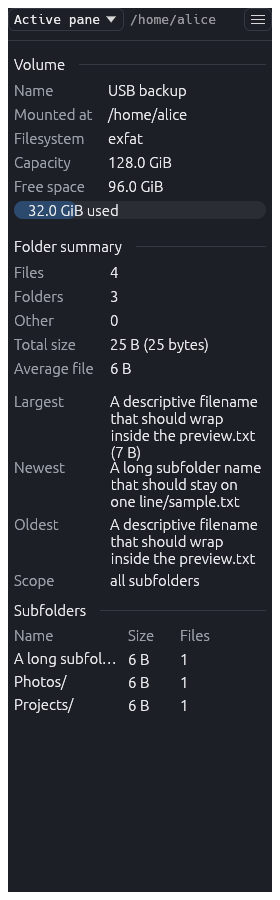 Active pane ▼ /home/alice
Volume
Name USB backup
Mounted at /home/alice
Filesystem exfat
Capacity 128.0 GiB
Free space 96.0 GiB
32.0 GiB used
Folder summary
Files 4
Folders 3
Other 0
Total size 25 B (25 bytes)
Average file 6 B
Largest A descriptive filename
that should wrap
inside the preview.txt
(7 B)
Newest A long subfolder name
that should stay on
one line/sample.txt
Oldest A descriptive filename
that should wrap
inside the preview.txt
Scope all subfolders
Subfolders
Name Size Files
A long subfol… 6 B 1
Photos/ 6 B 1
Projects/ 6 B 1